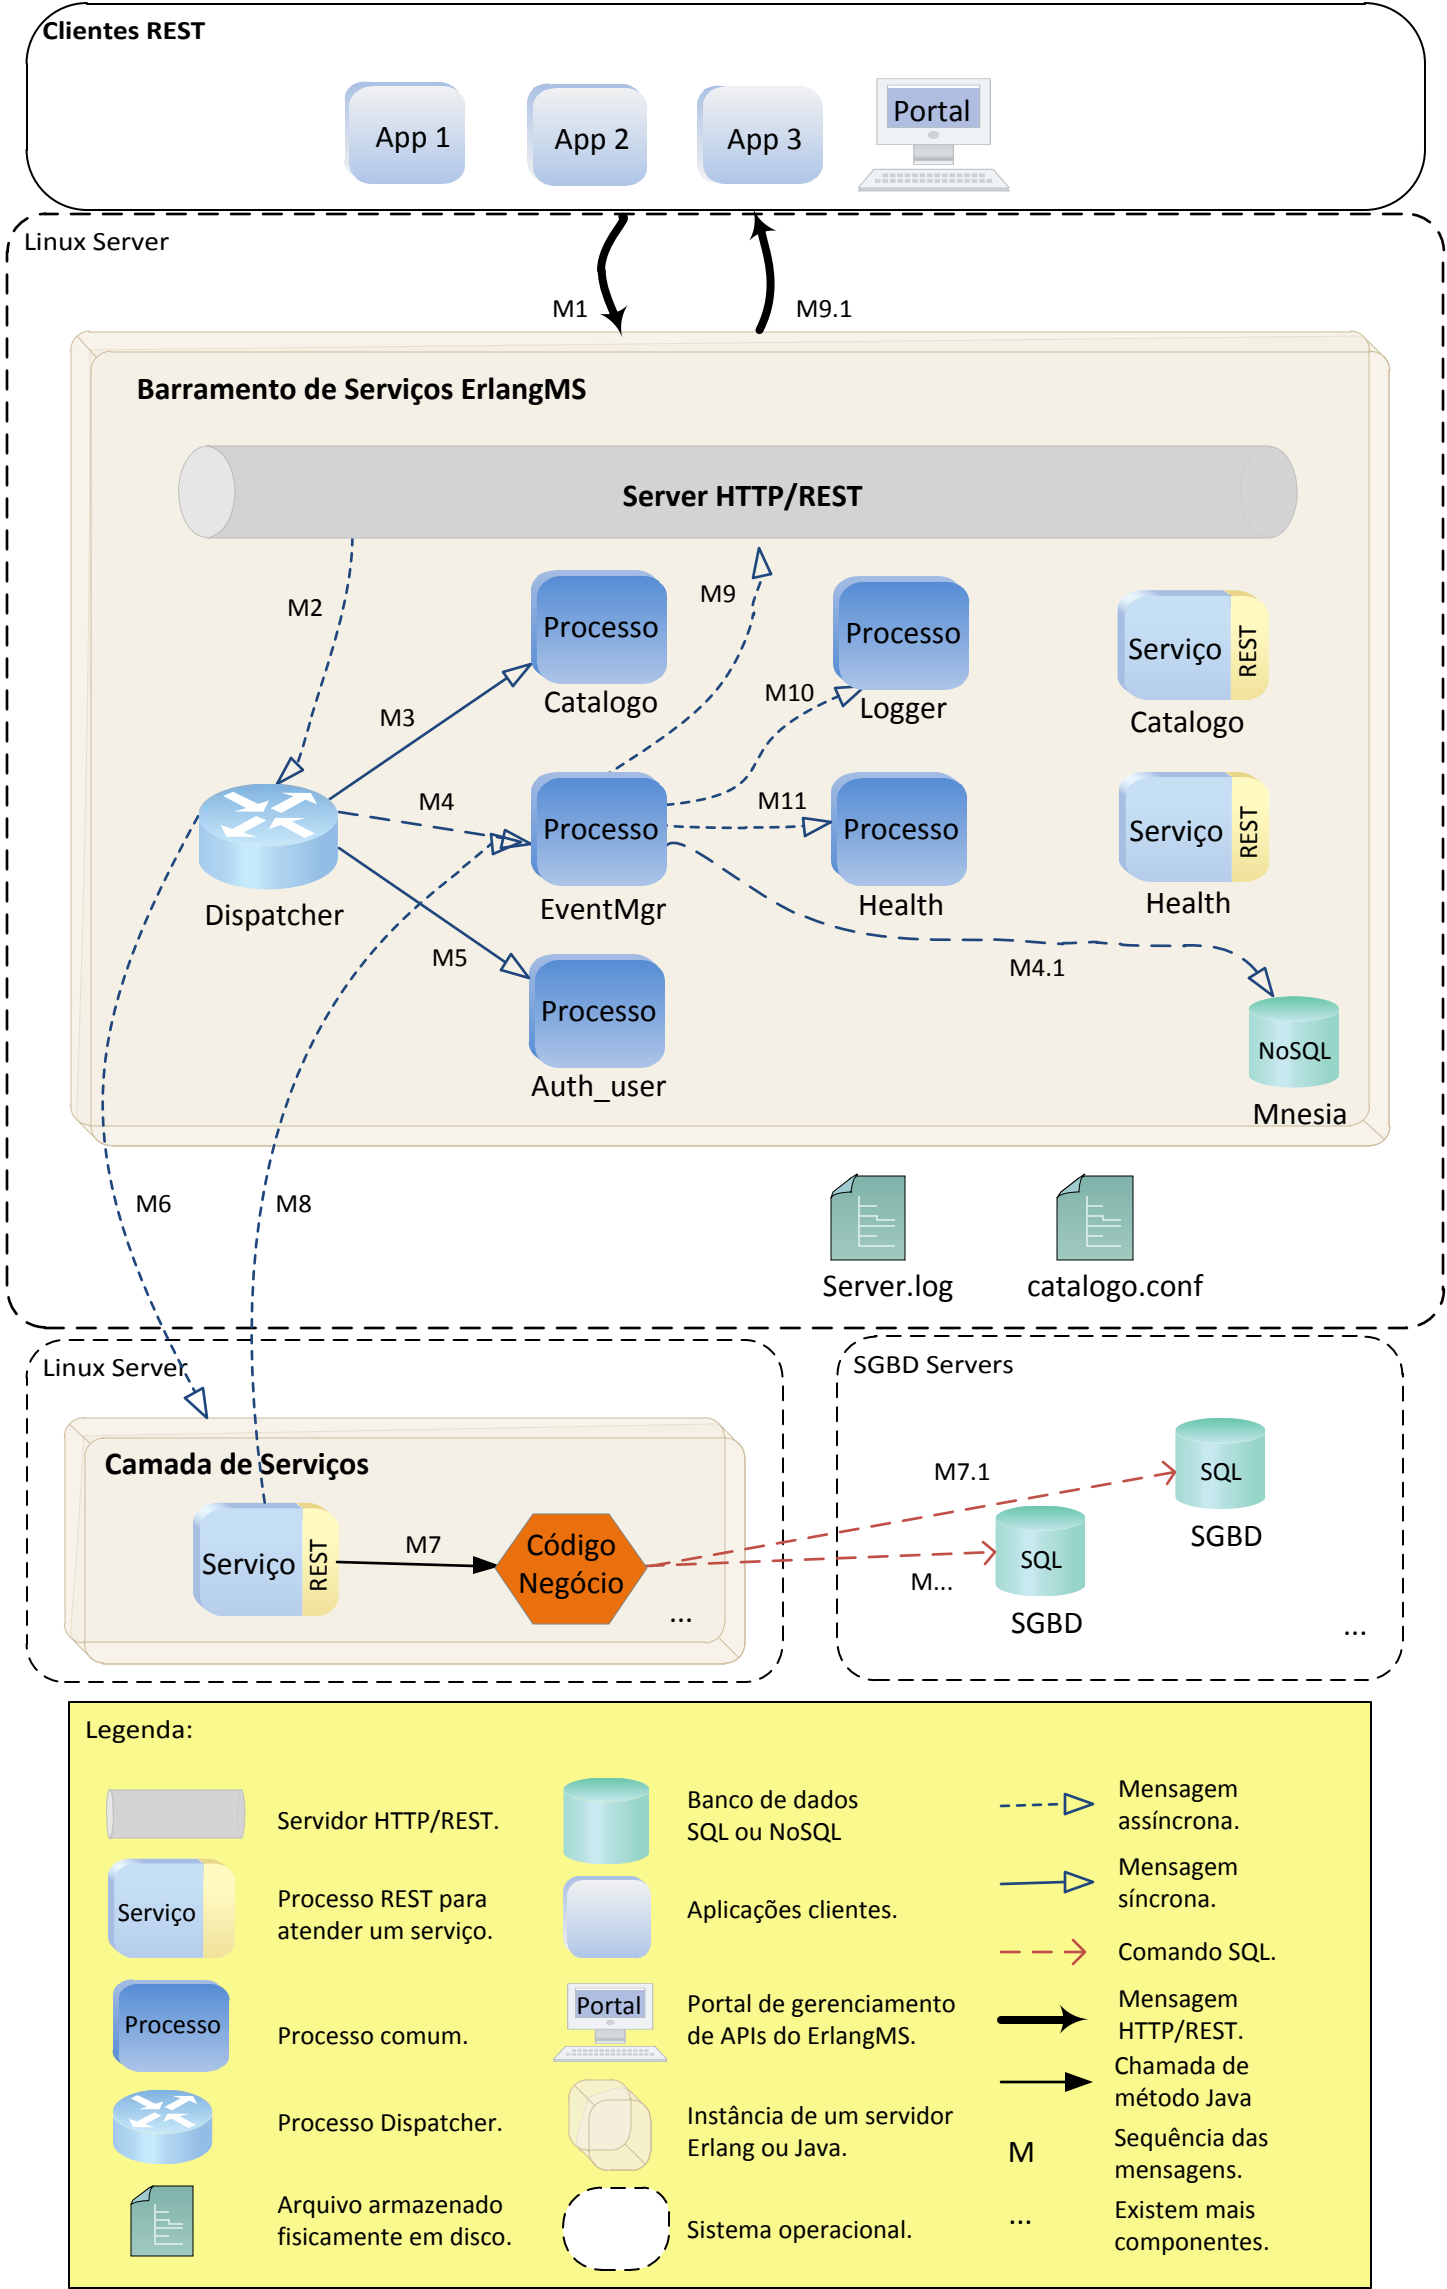 Clientes REST
App 1
App 2
App 3
Portal
Linux Server
M1
M9.1
Barramento de Serviços ErlangMS
Server HTTP/REST
M2
M9
Processo
Catalogo
Processo
Logger
Serviço
REST
Catalogo
M3
M10
M4
M11
Dispatcher
Processo
EventMgr
Processo
Health
Serviço
REST
Health
M5
M4.1
Processo
Auth_user
NoSQL
Mnesia
M6
M8
Server.log
catalogo.conf
Linux Server
Camada de Serviços
Serviço
REST
M7
Código
Negócio
...
SGBD Servers
M7.1
SQL
SGBD
M...
SQL
SGBD
...
Legenda:
Servidor HTTP/REST.
Serviço
Processo REST para
atender um serviço.
Processo
Processo comum.
Processo Dispatcher.
Arquivo armazenado
fisicamente em disco.
Banco de dados
SQL ou NoSQL
Aplicações clientes.
Portal
Portal de gerenciamento
de APIs do ErlangMS.
Instância de um servidor
Erlang ou Java.
Sistema operacional.
Mensagem
assíncrona.
Mensagem
síncrona.
Comando SQL.
Mensagem
HTTP/REST.
Chamada de
método Java
M
Sequência das
mensagens.
...
Existem mais
componentes.